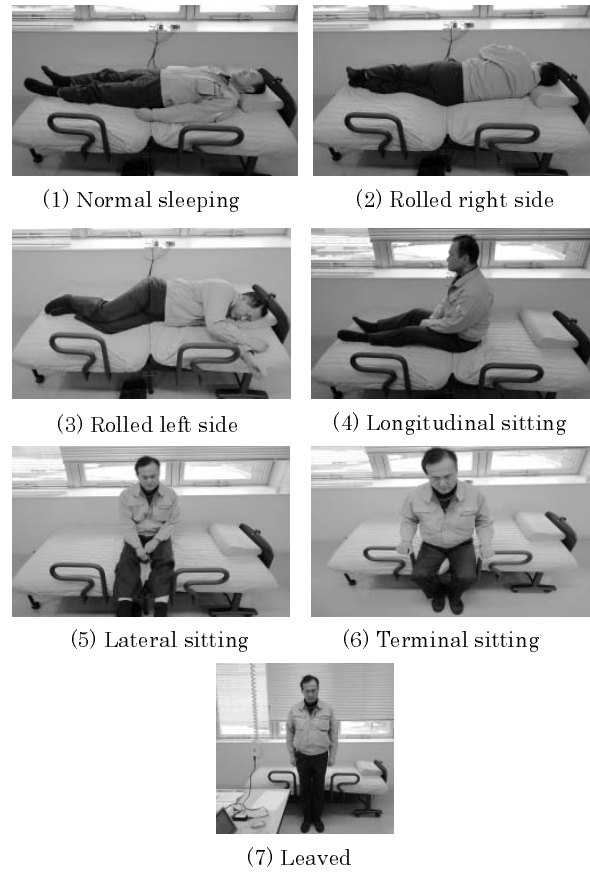 (1) Normal sleeping
(2) Rolled right side
(3) Rolled left side
(4) Longitudinal sitting
(5) Lateral sitting
(6) Terminal sitting
(7) Leaved